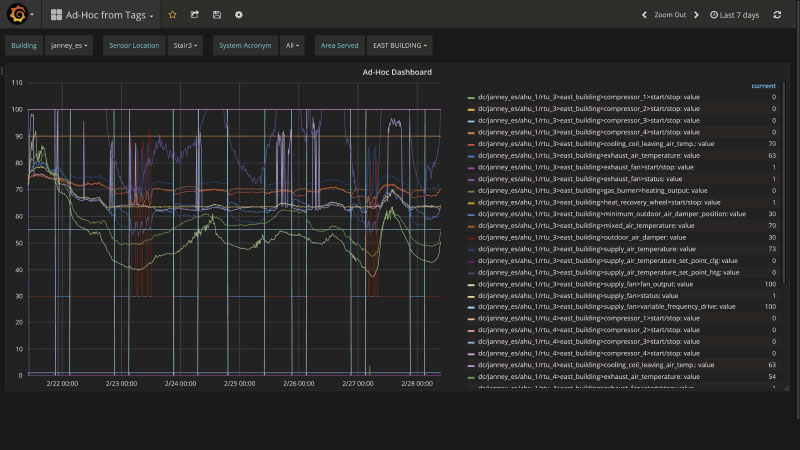 Ad-Hoc from Tags
Zoom Out
Last 7 days
Building janney_es Sensor Location Stair3 System Acronym All Area Served EAST BUILDING
Ad-Hoc Dashboard
110
100
90
80
70
60
50
40
30
20
10
0
2/22 00:00 2/23 00:00 2/24 00:00 2/25 00:00 2/26 00:00 2/27 00:00 2/28 00:00
current
dc/janney_es/ahu_1/rtu_3>east_building>compressor_1>start/stop: value 0
dc/janney_es/ahu_1/rtu_3>east_building>compressor_2>start/stop: value 0
dc/janney_es/ahu_1/rtu_3>east_building>compressor_3>start/stop: value 0
dc/janney_es/ahu_1/rtu_3>east_building>compressor_4>start/stop: value 0
dc/janney_es/ahu_1/rtu_3>east_building>cooling_coil_leaving_air_temp.: value 70
dc/janney_es/ahu_1/rtu_3>east_building>exhaust_air_temperature: value 63
dc/janney_es/ahu_1/rtu_3>east_building>exhaust_fan>start/stop: value 1
dc/janney_es/ahu_1/rtu_3>east_building>exhaust_fan>status: value 1
dc/janney_es/ahu_1/rtu_3>east_building>gas_burner>heating_output: value 0
dc/janney_es/ahu_1/rtu_3>east_building>heat_recovery_wheel>start/stop: value 1
dc/janney_es/ahu_1/rtu_3>east_building>minimum_outdoor_air_damper_position: value 30
dc/janney_es/ahu_1/rtu_3>east_building>mixed_air_temperature: value 70
dc/janney_es/ahu_1/rtu_3>east_building>outdoor_air_damper: value 30
dc/janney_es/ahu_1/rtu_3>east_building>supply_air_temperature: value 73
dc/janney_es/ahu_1/rtu_3>east_building>supply_air_temperature_set_point_clg: value 0
dc/janney_es/ahu_1/rtu_3>east_building>supply_air_temperature_set_point_htg: value 0
dc/janney_es/ahu_1/rtu_3>east_building>supply_fan>fan_output: value 100
dc/janney_es/ahu_1/rtu_3>east_building>supply_fan>status: value 1
dc/janney_es/ahu_1/rtu_3>east_building>supply_fan>variable_frequency_drive: value 100
dc/janney_es/ahu_1/rtu_4>east_building>compressor_1>start/stop: value 0
dc/janney_es/ahu_1/rtu_4>east_building>compressor_2>start/stop: value 0
dc/janney_es/ahu_1/rtu_4>east_building>compressor_3>start/stop: value 0
dc/janney_es/ahu_1/rtu_4>east_building>compressor_4>start/stop: value 0
dc/janney_es/ahu_1/rtu_4>east_building>cooling_coil_leaving_air_temp.: value 63
dc/janney_es/ahu_1/rtu_4>east_building>exhaust_air_temperature: value 54